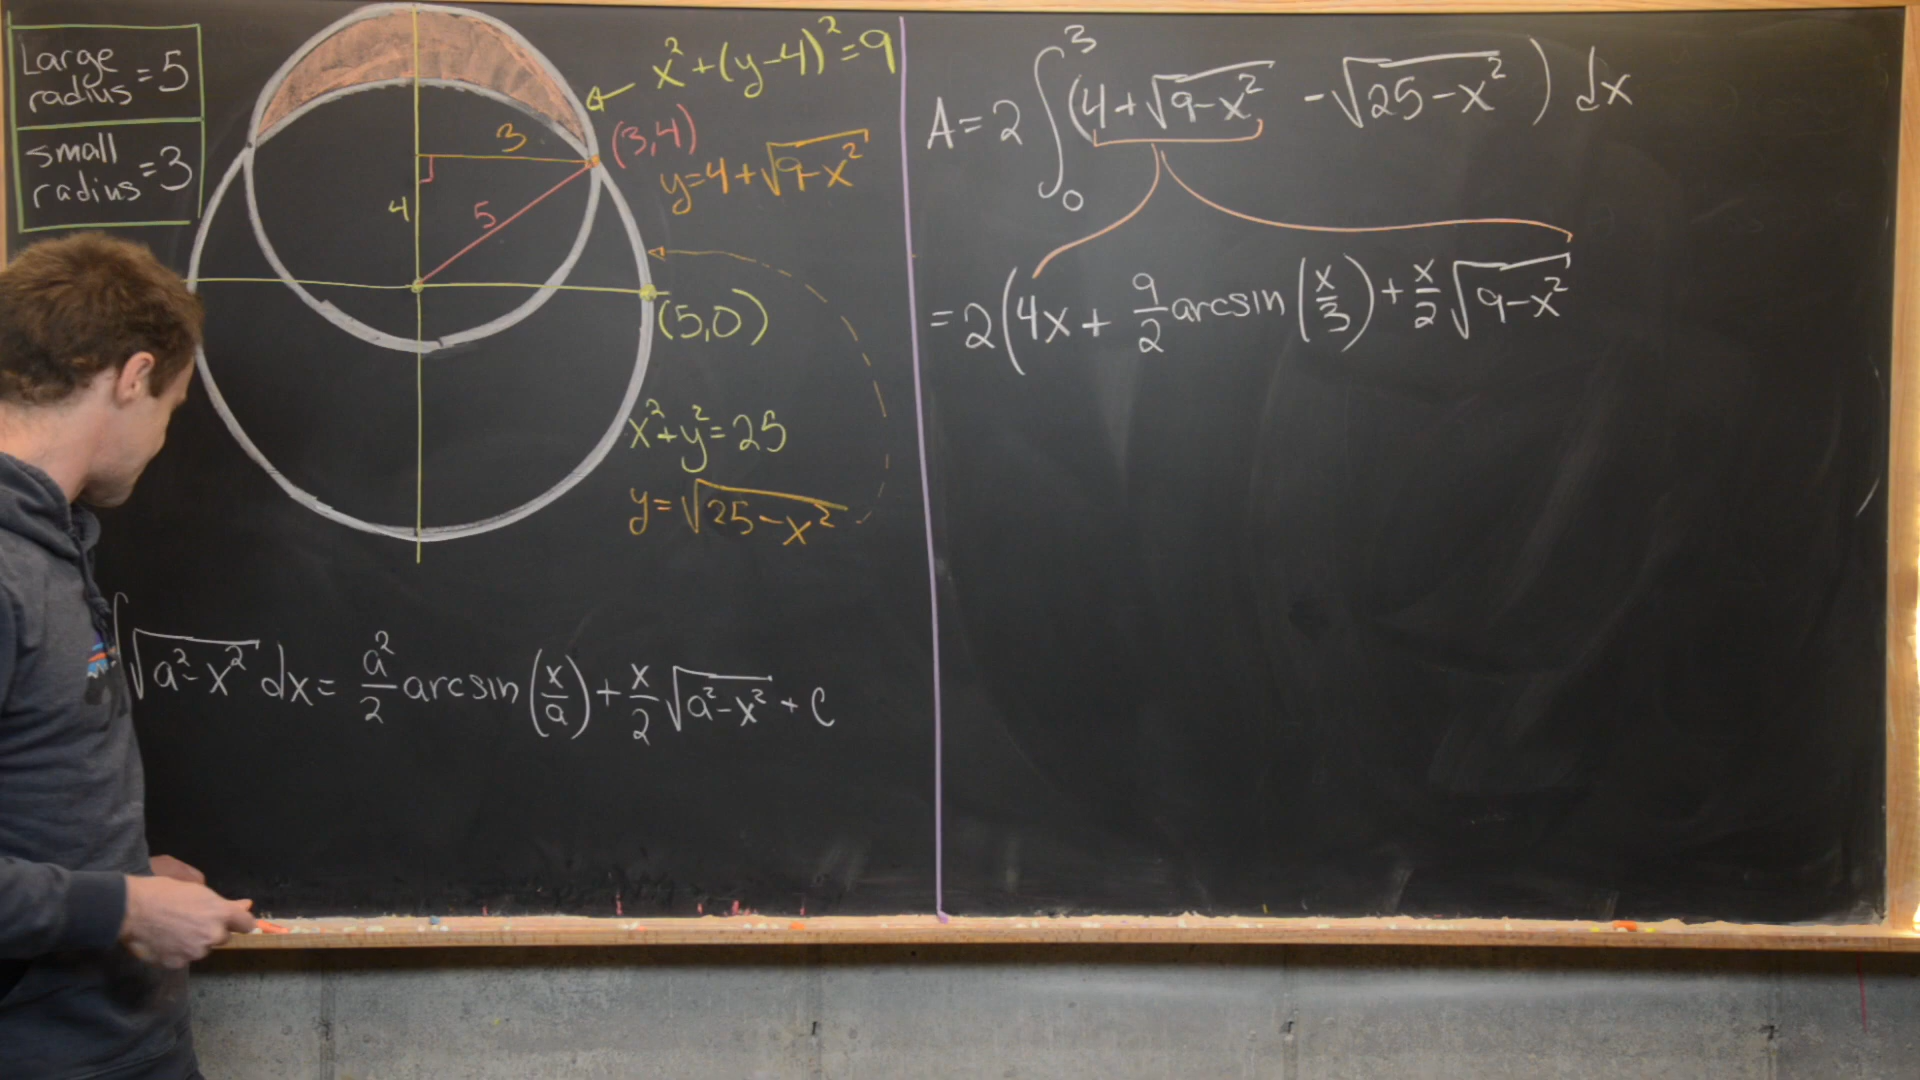 Large radius = 5
small radius = 3
x² + (y-4)² = 9
(3,4)
3
y = 4 + √(9-x²)
4
5
(5,0)
x² + y² = 25
y = √(25-x²)
∫ √(a²-x²) dx = a²/2 arcsin(x/a) + x/2 √(a²-x²) + C
A = 2 ∫₀³ (4 + √(9-x²) - √(25-x²)) dx
= 2(4x + 9/2 arcsin(x/3) + x/2 √(9-x²)